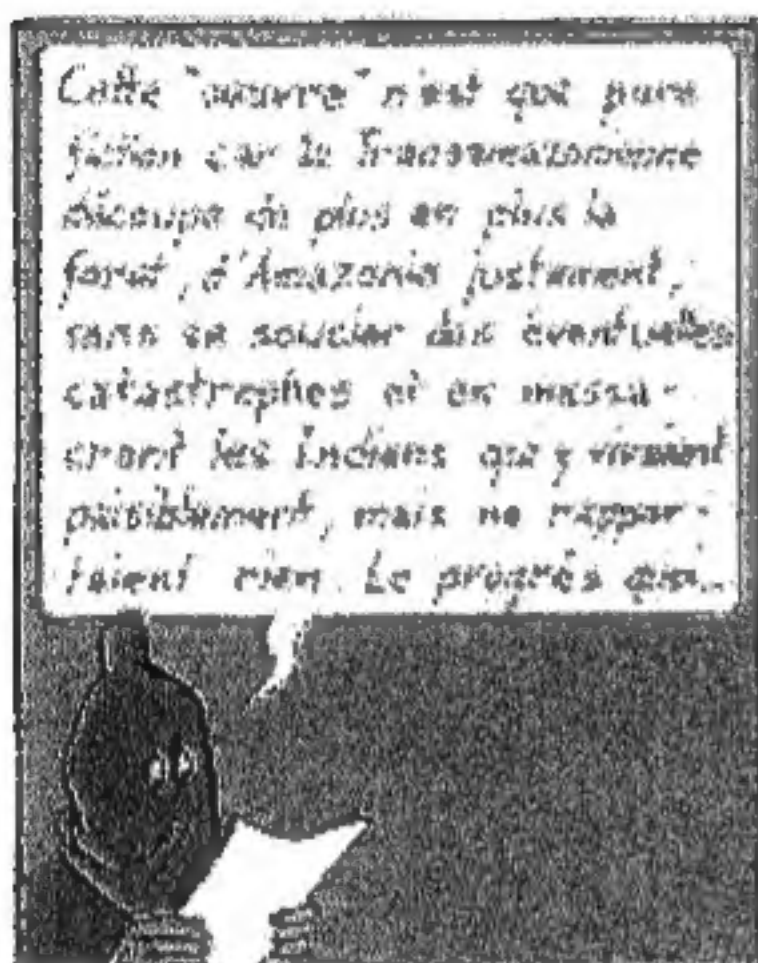 Cette "oeuvre" n'est que pure
fiction car la Transamazonienne
découpe de plus en plus la
forêt, d'Amazonie justement,
sans se soucier des éventuelles
catastrophes et en massa-
crant les Indiens qui y vivaient
paisiblement, mais ne rappor-
taient rien. Le progrès quoi...